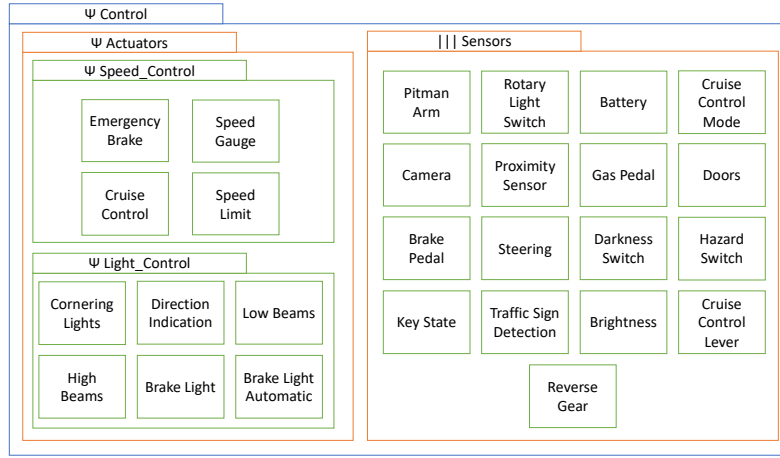 Ψ Control
Ψ Actuators
Ψ Speed_Control
Emergency
Brake
Speed
Gauge
Cruise
Control
Speed
Limit
Ψ Light_Control
Cornering
Lights
Direction
Indication
Low Beams
High
Beams
Brake Light
Brake Light
Automatic
||| Sensors
Pitman
Arm
Rotary
Light
Switch
Battery
Cruise
Control
Mode
Camera
Proximity
Sensor
Gas Pedal
Doors
Brake
Pedal
Steering
Darkness
Switch
Hazard
Switch
Key State
Traffic Sign
Detection
Brightness
Cruise
Control
Lever
Reverse
Gear